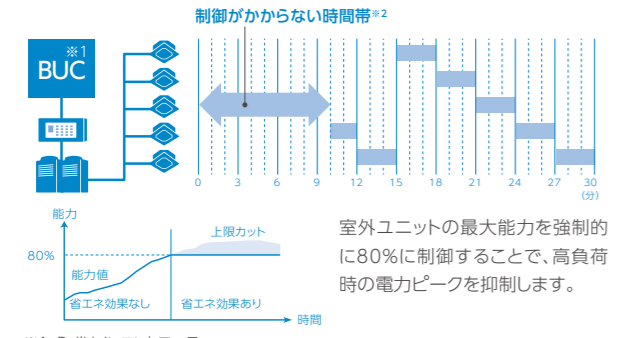 制御がかからない時間帯※2
※1
BUC
0 3 6 9 12 15 18 21 24 27 30
(分)
能力
上限カット
80%
能力値
省エネ効果なし 省エネ効果あり
時間
室外ユニットの最大能力を強制的
に80%に制御することで、高負荷
時の電力ピークを抑制します。